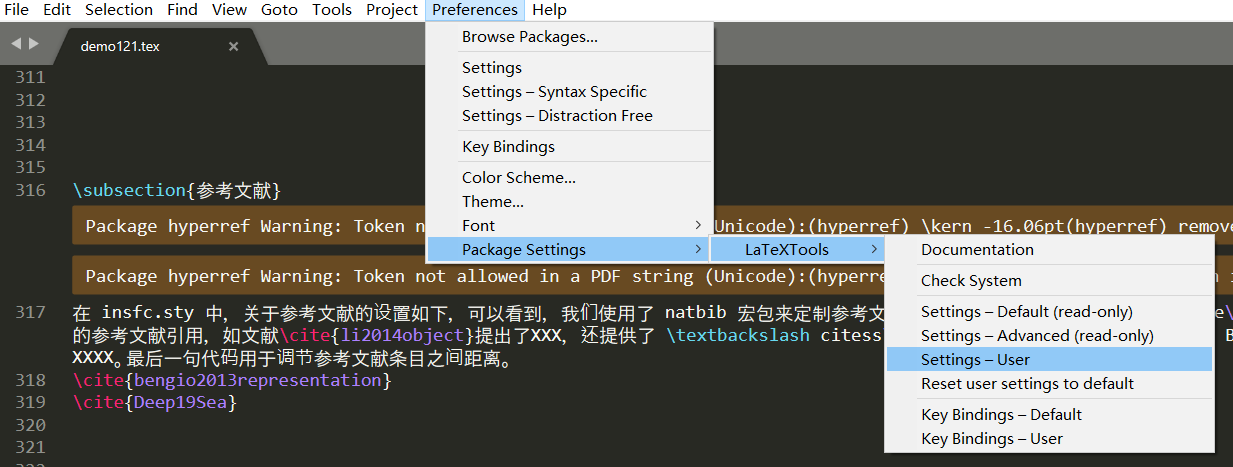 File Edit Selection Find View Goto Tools Project Preferences Help
demo121.tex ×
Browse Packages...
Settings
Settings – Syntax Specific
Settings – Distraction Free
Key Bindings
Color Scheme...
Theme...
Font
Package Settings
LaTeXTools
Documentation
Check System
Settings – Default (read-only)
Settings – Advanced (read-only)
Settings – User
Reset user settings to default
Key Bindings – Default
Key Bindings – User
311
312
313
314
315
316 \subsection{参考文献}
Package hyperref Warning: Token n Unicode):(hyperref) \kern -16.06pt(hyperref) remove
Package hyperref Warning: Token not allowed in a PDF string (Unicode):(hyperre
317 在 insfc.sty 中，关于参考文献的设置如下，可以看到，我们使用了 natbib 宏包来定制参考文 e\
的参考文献引用，如文献\cite{li2014object}提出了XXX，还提供了 \textbackslash citess B
XXXX。最后一句代码用于调节参考文献条目之间距离。
318 \cite{bengio2013representation}
319 \cite{Deep19Sea}
320
321